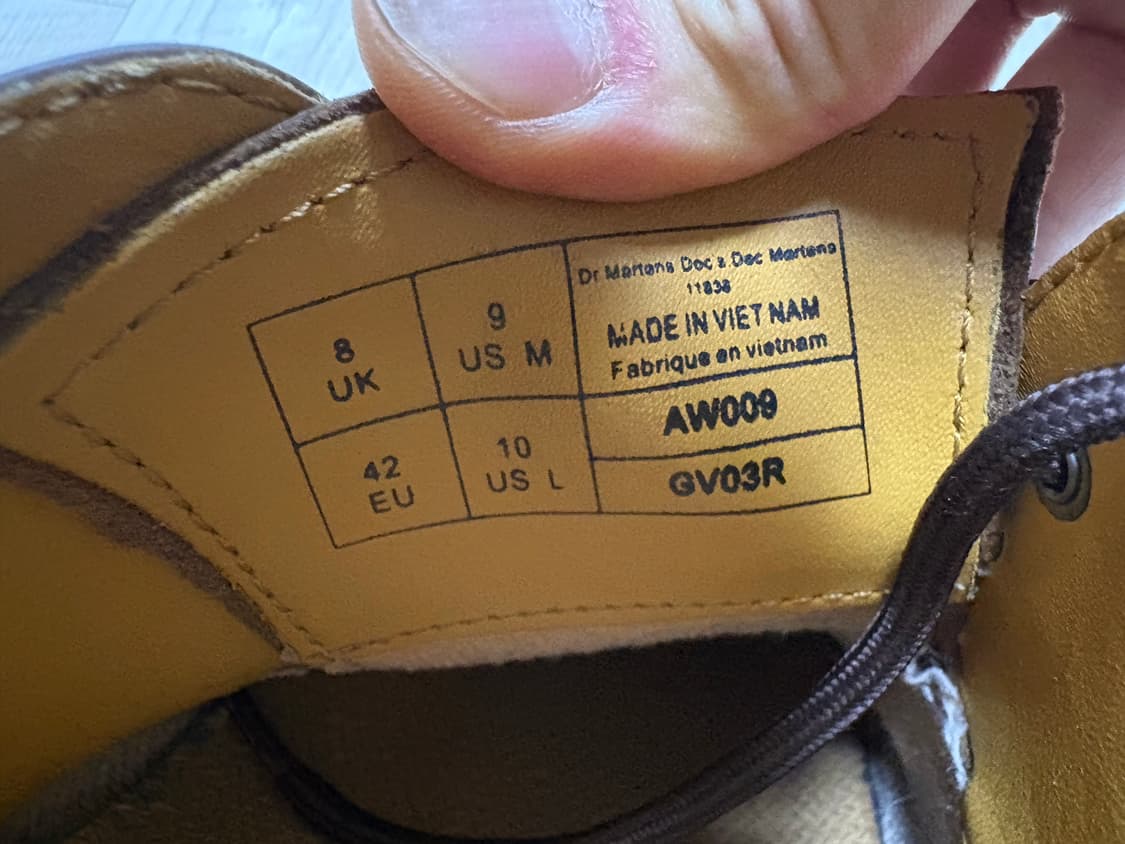 8
UK
9
US M
42
EU
10
US L
Dr Martens Doc's Doc Martens
11838
MADE IN VIET NAM
Fabrique en vietnam
AW009
GV03R